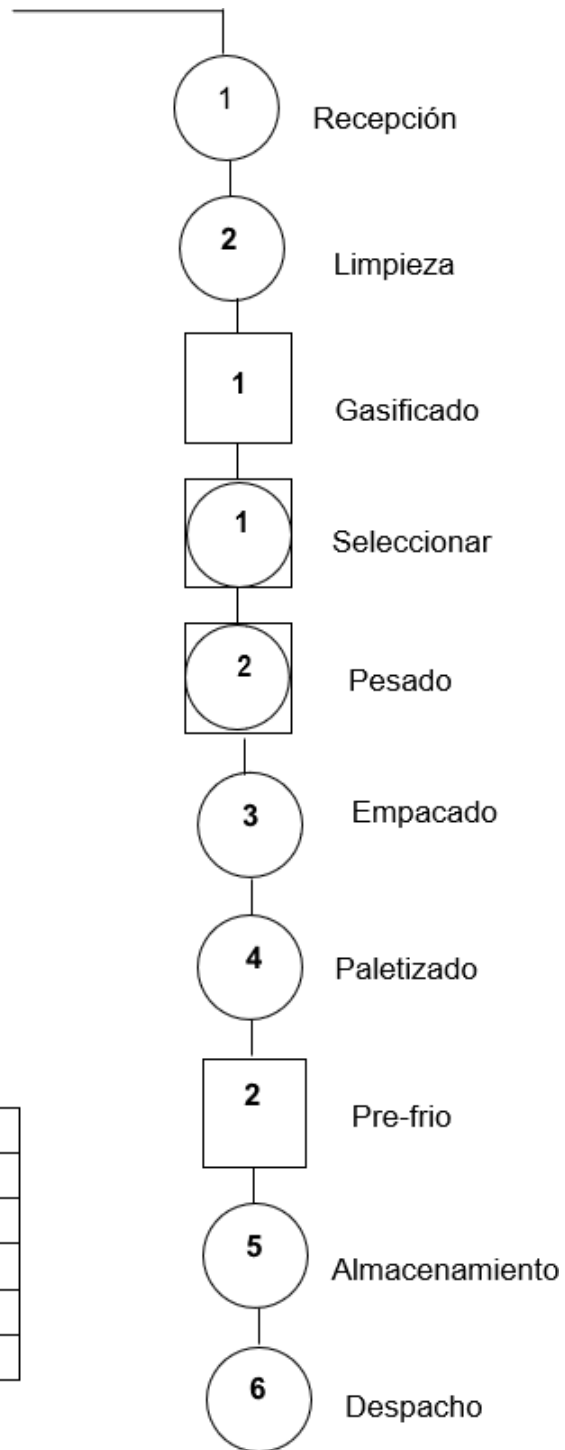 1
Recepción
2
Limpieza
1
Gasificado
1
Seleccionar
2
Pesado
3
Empacado
4
Paletizado
2
Pre-frio
5
Almacenamiento
6
Despacho